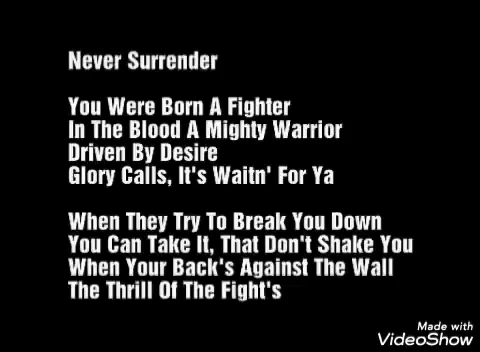 Never Surrender
You Were Born A Fighter
In The Blood A Mighty Warrior
Driven By Desire
Glory Calls, It's Waitn' For Ya
When They Try To Break You Down
You Can Take It, That Don't Shake You
When Your Back's Against The Wall
The Thrill Of The Fight's
Made with
VideoShow